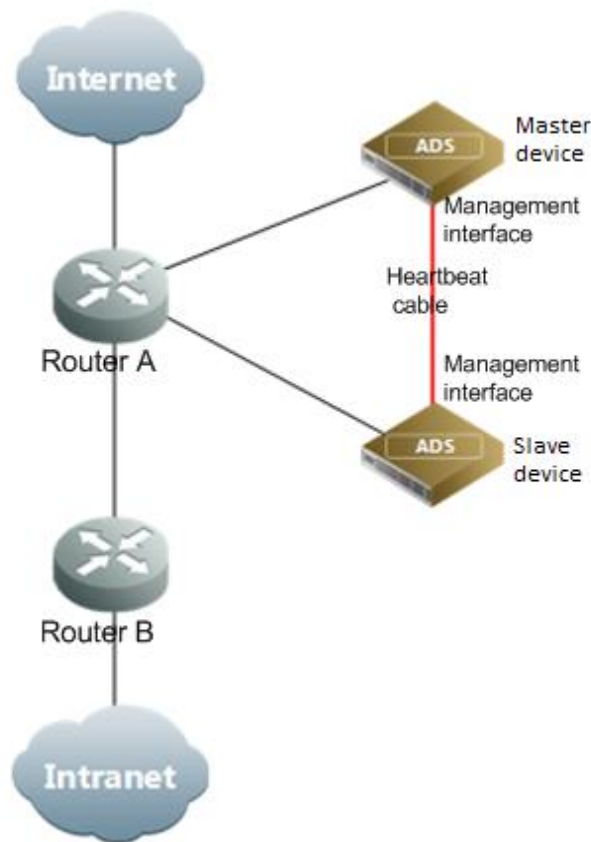 Internet
ADS
Master
device
Management
interface
Heartbeat
cable
Router A
Management
interface
ADS
Slave
device
Router B
Intranet